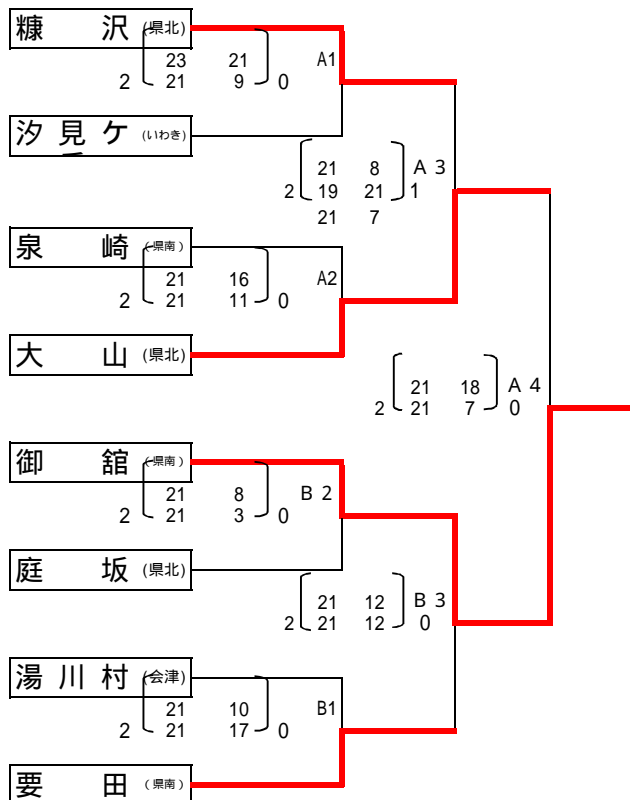 糠 沢 (県北)
23 21 A1
2 21 9 0
汐 見 ケ (いわき)
21 8 A 3
2 19 21 1
21 7
泉 崎 (県南)
21 16 A2
2 21 11 0
大 山 (県北)
21 18 A 4
2 21 7 0
御 舘 (県南)
21 8 B 2
2 21 3 0
庭 坂 (県北)
21 12 B 3
2 21 12 0
湯 川 村 (会津)
21 10 B1
2 21 17 0
要 田 (県南)